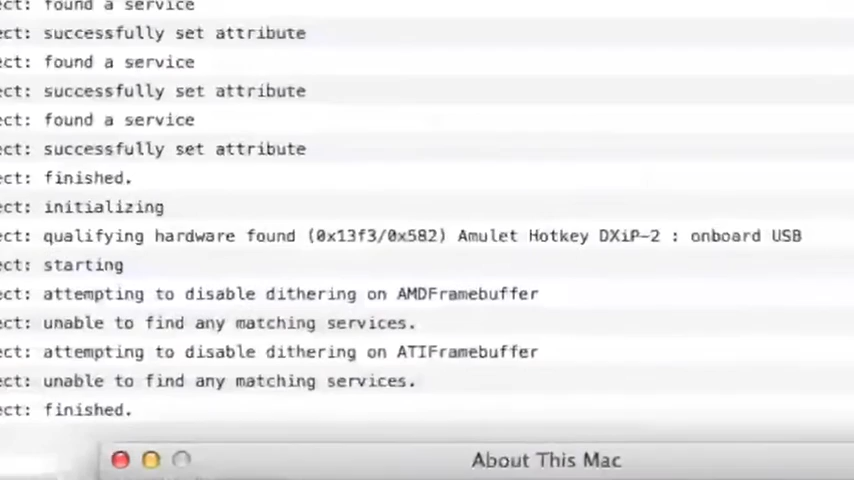 ect: found a service
ect: successfully set attribute
ect: found a service
ect: successfully set attribute
ect: found a service
ect: successfully set attribute
ect: finished.
ect: initializing
ect: qualifying hardware found (0x13f3/0x582) Amulet Hotkey DXiP-2 : onboard USB
ect: starting
ect: attempting to disable dithering on AMDFramebuffer
ect: unable to find any matching services.
ect: attempting to disable dithering on ATIFramebuffer
ect: unable to find any matching services.
ect: finished.
About This Mac